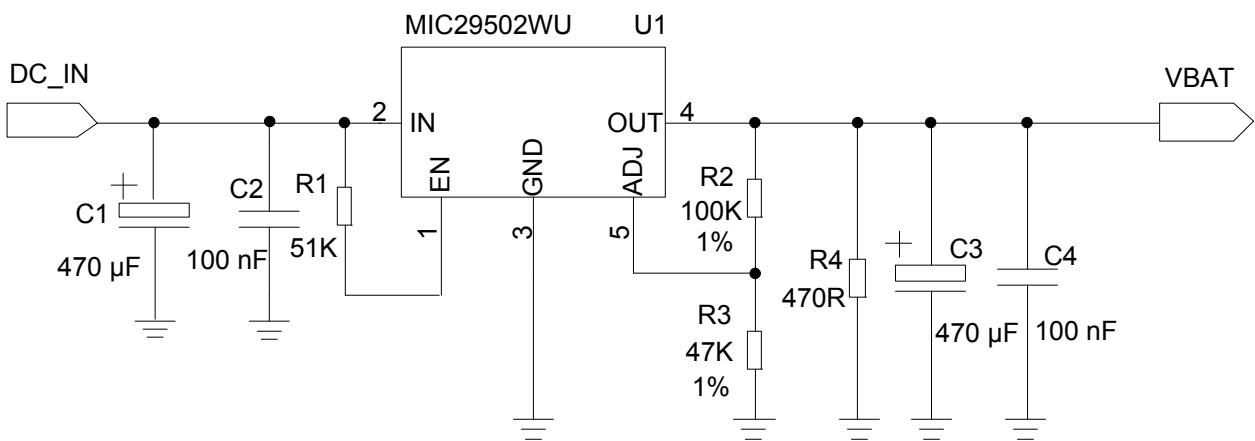 MIC29502WU U1
DC_IN
VBAT
2
IN
OUT
4
EN
GND
ADJ
1
3
5
C1
470 µF
C2
100 nF
R1
51K
R2
100K
1%
R3
47K
1%
R4
470R
C3
470 µF
C4
100 nF